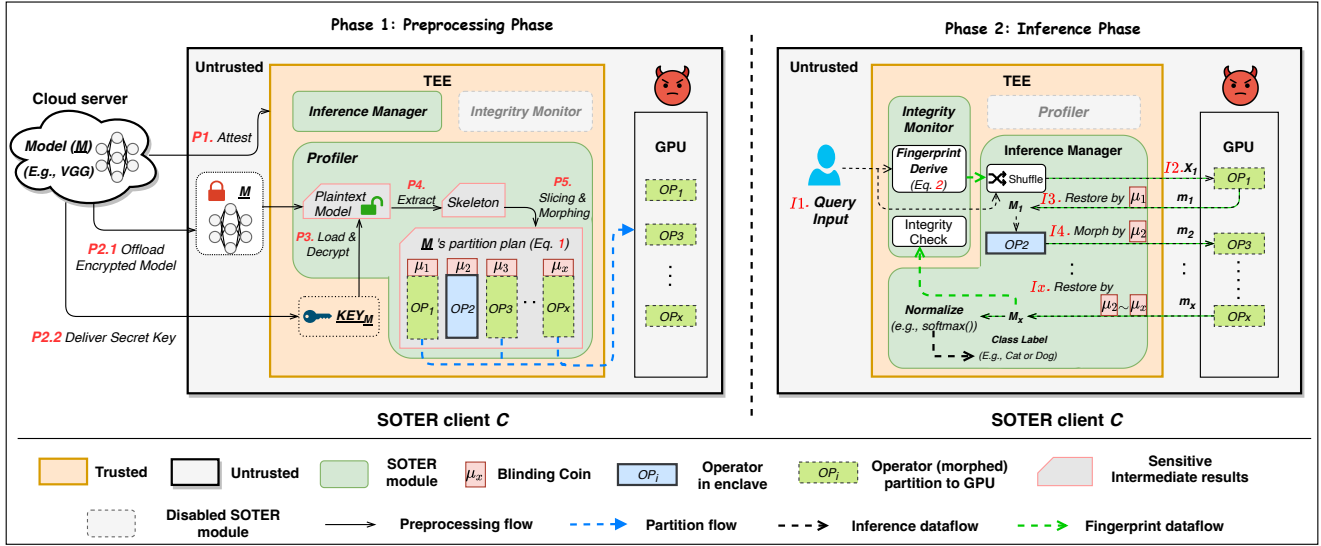 Phase 1: Preprocessing Phase
Untrusted
TEE
Cloud server
Model (M)
(E.g., VGG)
P1. Attest
Inference Manager
Integrity Monitor
GPU
Profiler
M
Plaintext
Model
P4.
Extract
Skeleton
P5.
Slicing &
Morphing
P3. Load &
Decrypt
M 's partition plan (Eq. 1)
μ1
μ2
μ3
μx
OP1
OP2
OP3
. .
OPx
P2.1 Offload
Encrypted Model
KEYM
P2.2 Deliver Secret Key
OP1
OP3
OPx
SOTER client C
Phase 2: Inference Phase
Untrusted
TEE
Integrity
Monitor
Profiler
GPU
Fingerprint
Derive
(Eq. 2)
Inference Manager
Shuffle
I1. Query
Input
I2. X1
OP1
M1
I3. Restore by μ1
m1
Integrity
Check
OP2
I4. Morph by μ2
m2
OP3
Ix. Restore by
μ2~μx
mx
OPx
Normalize
(e.g., softmax())
Mx
Class Label
(E.g., Cat or Dog)
SOTER client C
Trusted
Untrusted
SOTER
module
μx
Blinding Coin
OPi
Operator
in enclave
OPi
Operator (morphed)
partition to GPU
Sensitive
Intermediate results
Disabled SOTER
module
Preprocessing flow
Partition flow
Inference dataflow
Fingerprint dataflow